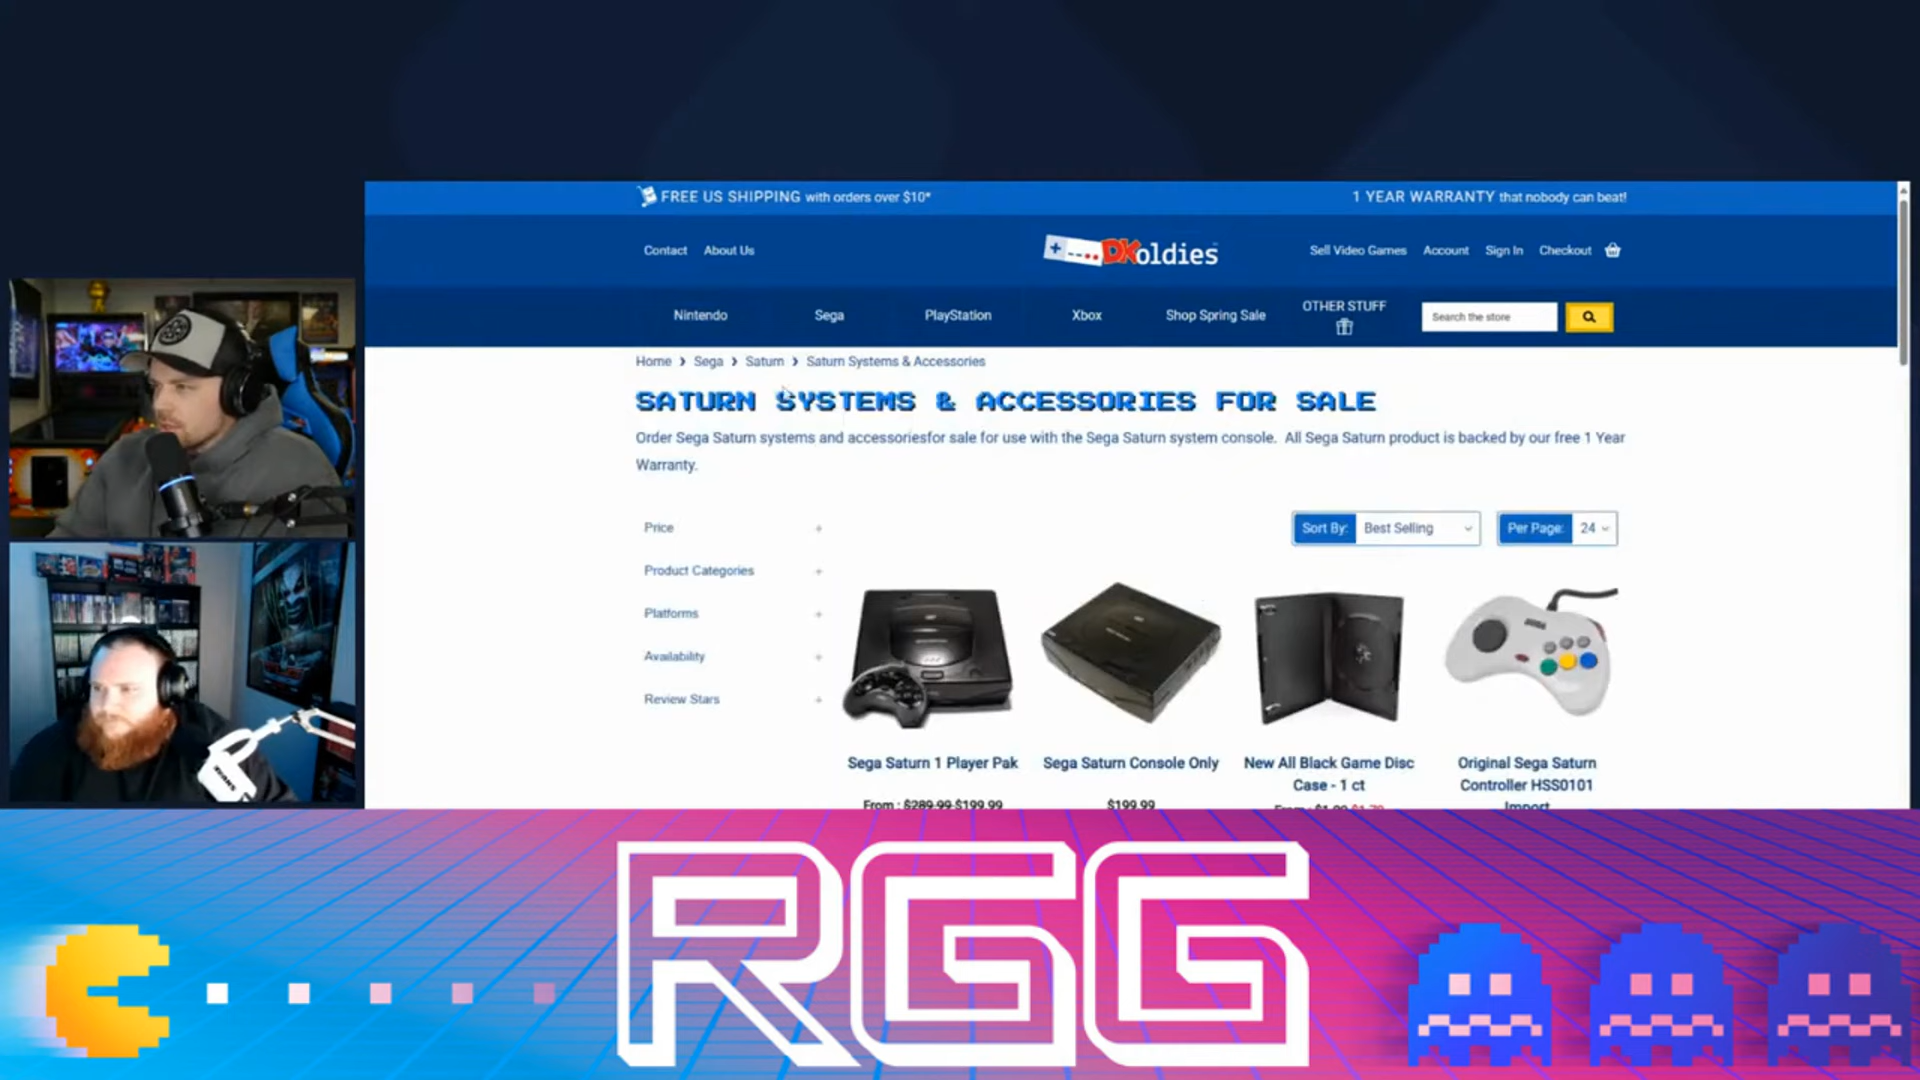 FREE US SHIPPING with orders over $10*
1 YEAR WARRANTY that nobody can beat!
Contact About Us
DKoldies
Sell Video Games Account Sign In Checkout
Nintendo Sega PlayStation Xbox Shop Spring Sale OTHER STUFF Search the store
Home > Sega > Saturn > Saturn Systems & Accessories
SATURN SYSTEMS & ACCESSORIES FOR SALE
Order Sega Saturn systems and accessoriesfor sale for use with the Sega Saturn system console. All Sega Saturn product is backed by our free 1 Year
Warranty.
Price +
Sort By: Best Selling Per Page: 24
Product Categories +
Platforms +
Availability +
Review Stars +
Sega Saturn 1 Player Pak
From : $289.99 $199.99
Sega Saturn Console Only
$199.99
New All Black Game Disc
Case - 1 ct
Original Sega Saturn
Controller HSS0101
Import
RGG